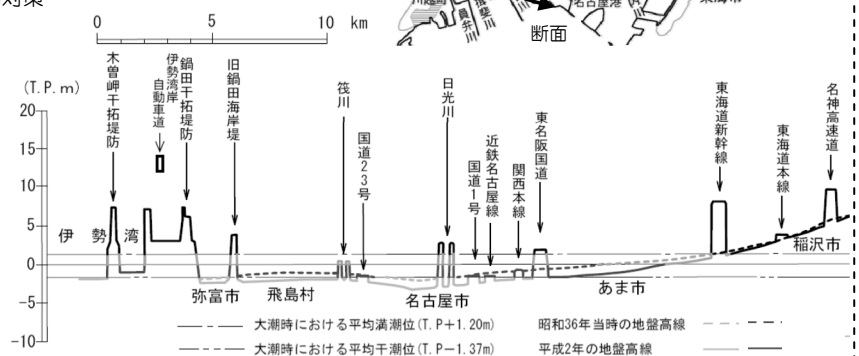 対策
0 5 10 km
員弁川
揖斐川
名古屋港
断面
(T.P.m)
20
15
10
5
0
−5
−10
木曽岬干拓堤防
伊勢湾岸自動車道
鍋田干拓堤防
旧鍋田海岸堤
筏川
国道23号
日光川
国道1号
近鉄名古屋線
関西本線
東名阪国道
東海道新幹線
東海道本線
名神高速道
伊勢湾
弥富市
飛島村
名古屋市
あま市
稲沢市
大潮時における平均満潮位(T.P+1.20m)
昭和36年当時の地盤高線
大潮時における平均干潮位(T.P−1.37m)
平成2年の地盤高線